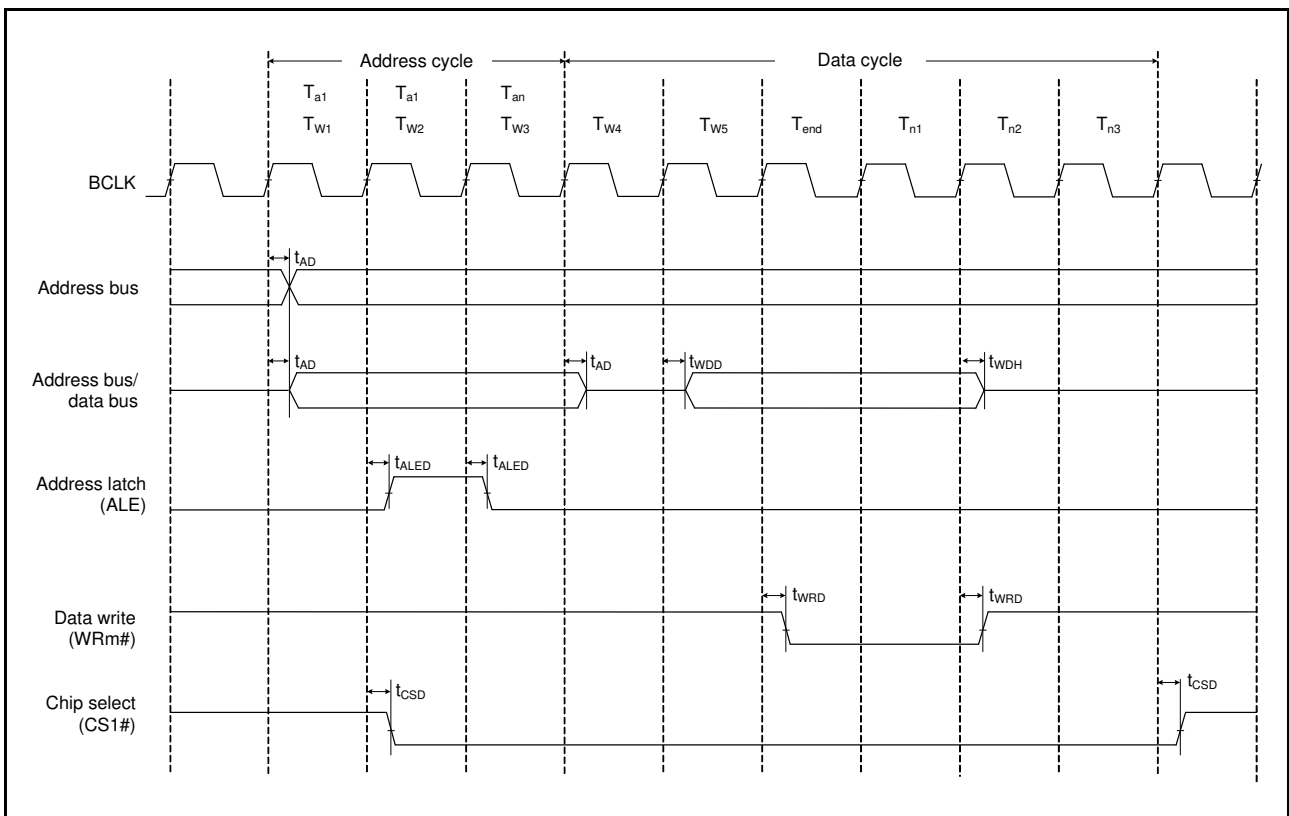 Address cycle Data cycle
Ta1 Ta1 Tan
TW1 TW2 TW3 TW4 TW5 Tend Tn1 Tn2 Tn3
BCLK
tAD
Address bus
tAD tAD tWDD tWDH
Address bus/
data bus
tALED tALED
Address latch
(ALE)
tWRD tWRD
Data write
(WRm#)
tCSD tCSD
Chip select
(CS1#)